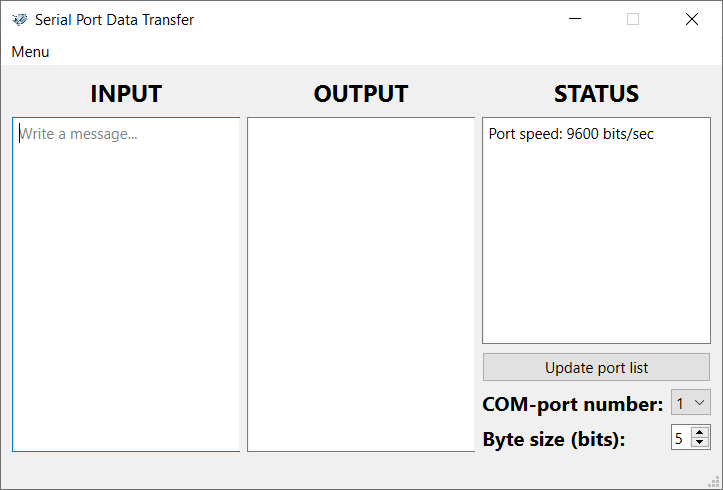 Serial Port Data Transfer
Menu
INPUT
OUTPUT
STATUS
Write a message...
Port speed: 9600 bits/sec
Update port list
COM-port number:
1
Byte size (bits):
5